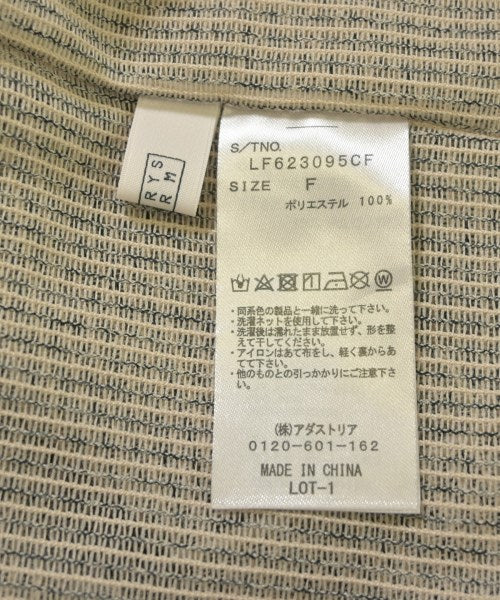 R Y S
R M
S/TNO.
LF623095CF
SIZE F
ポリエステル 100%
W
・同系色の製品と一緒に洗って下さい。
・洗濯ネットを使用して下さい。
・洗濯後は濡れたまま放置せず、形を整
えて干してください。
・アイロンはあて布をし、軽く裏からあ
てて下さい。
・他のものとの引っかかりにご注意下さ
い。
(株)アダストリア
0120-601-162
MADE IN CHINA
LOT-1